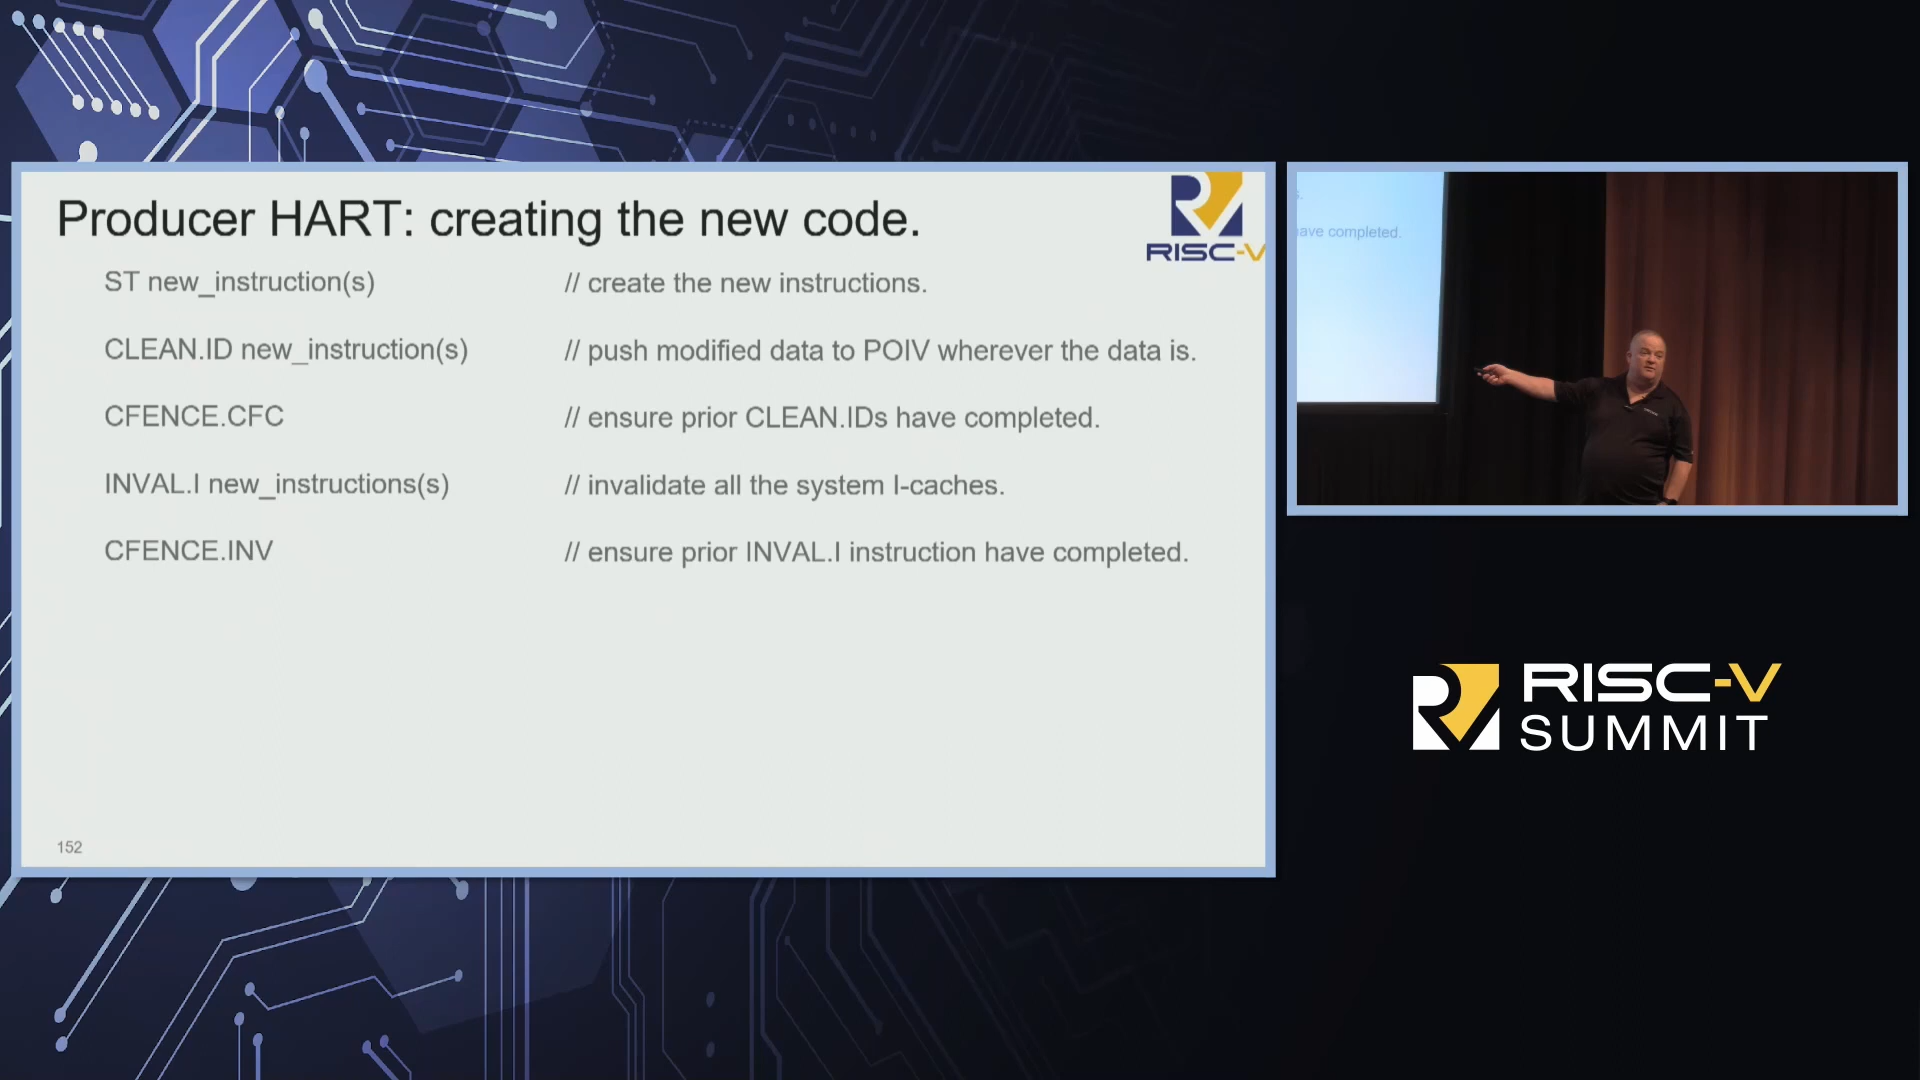 Producer HART: creating the new code.
RISC-V
ST new_instruction(s) // create the new instructions.
CLEAN.ID new_instruction(s) // push modified data to POIV wherever the data is.
CFENCE.CFC // ensure prior CLEAN.IDs have completed.
INVAL.I new_instructions(s) // invalidate all the system I-caches.
CFENCE.INV // ensure prior INVAL.I instruction have completed.
152
have completed.
RISC-V
SUMMIT